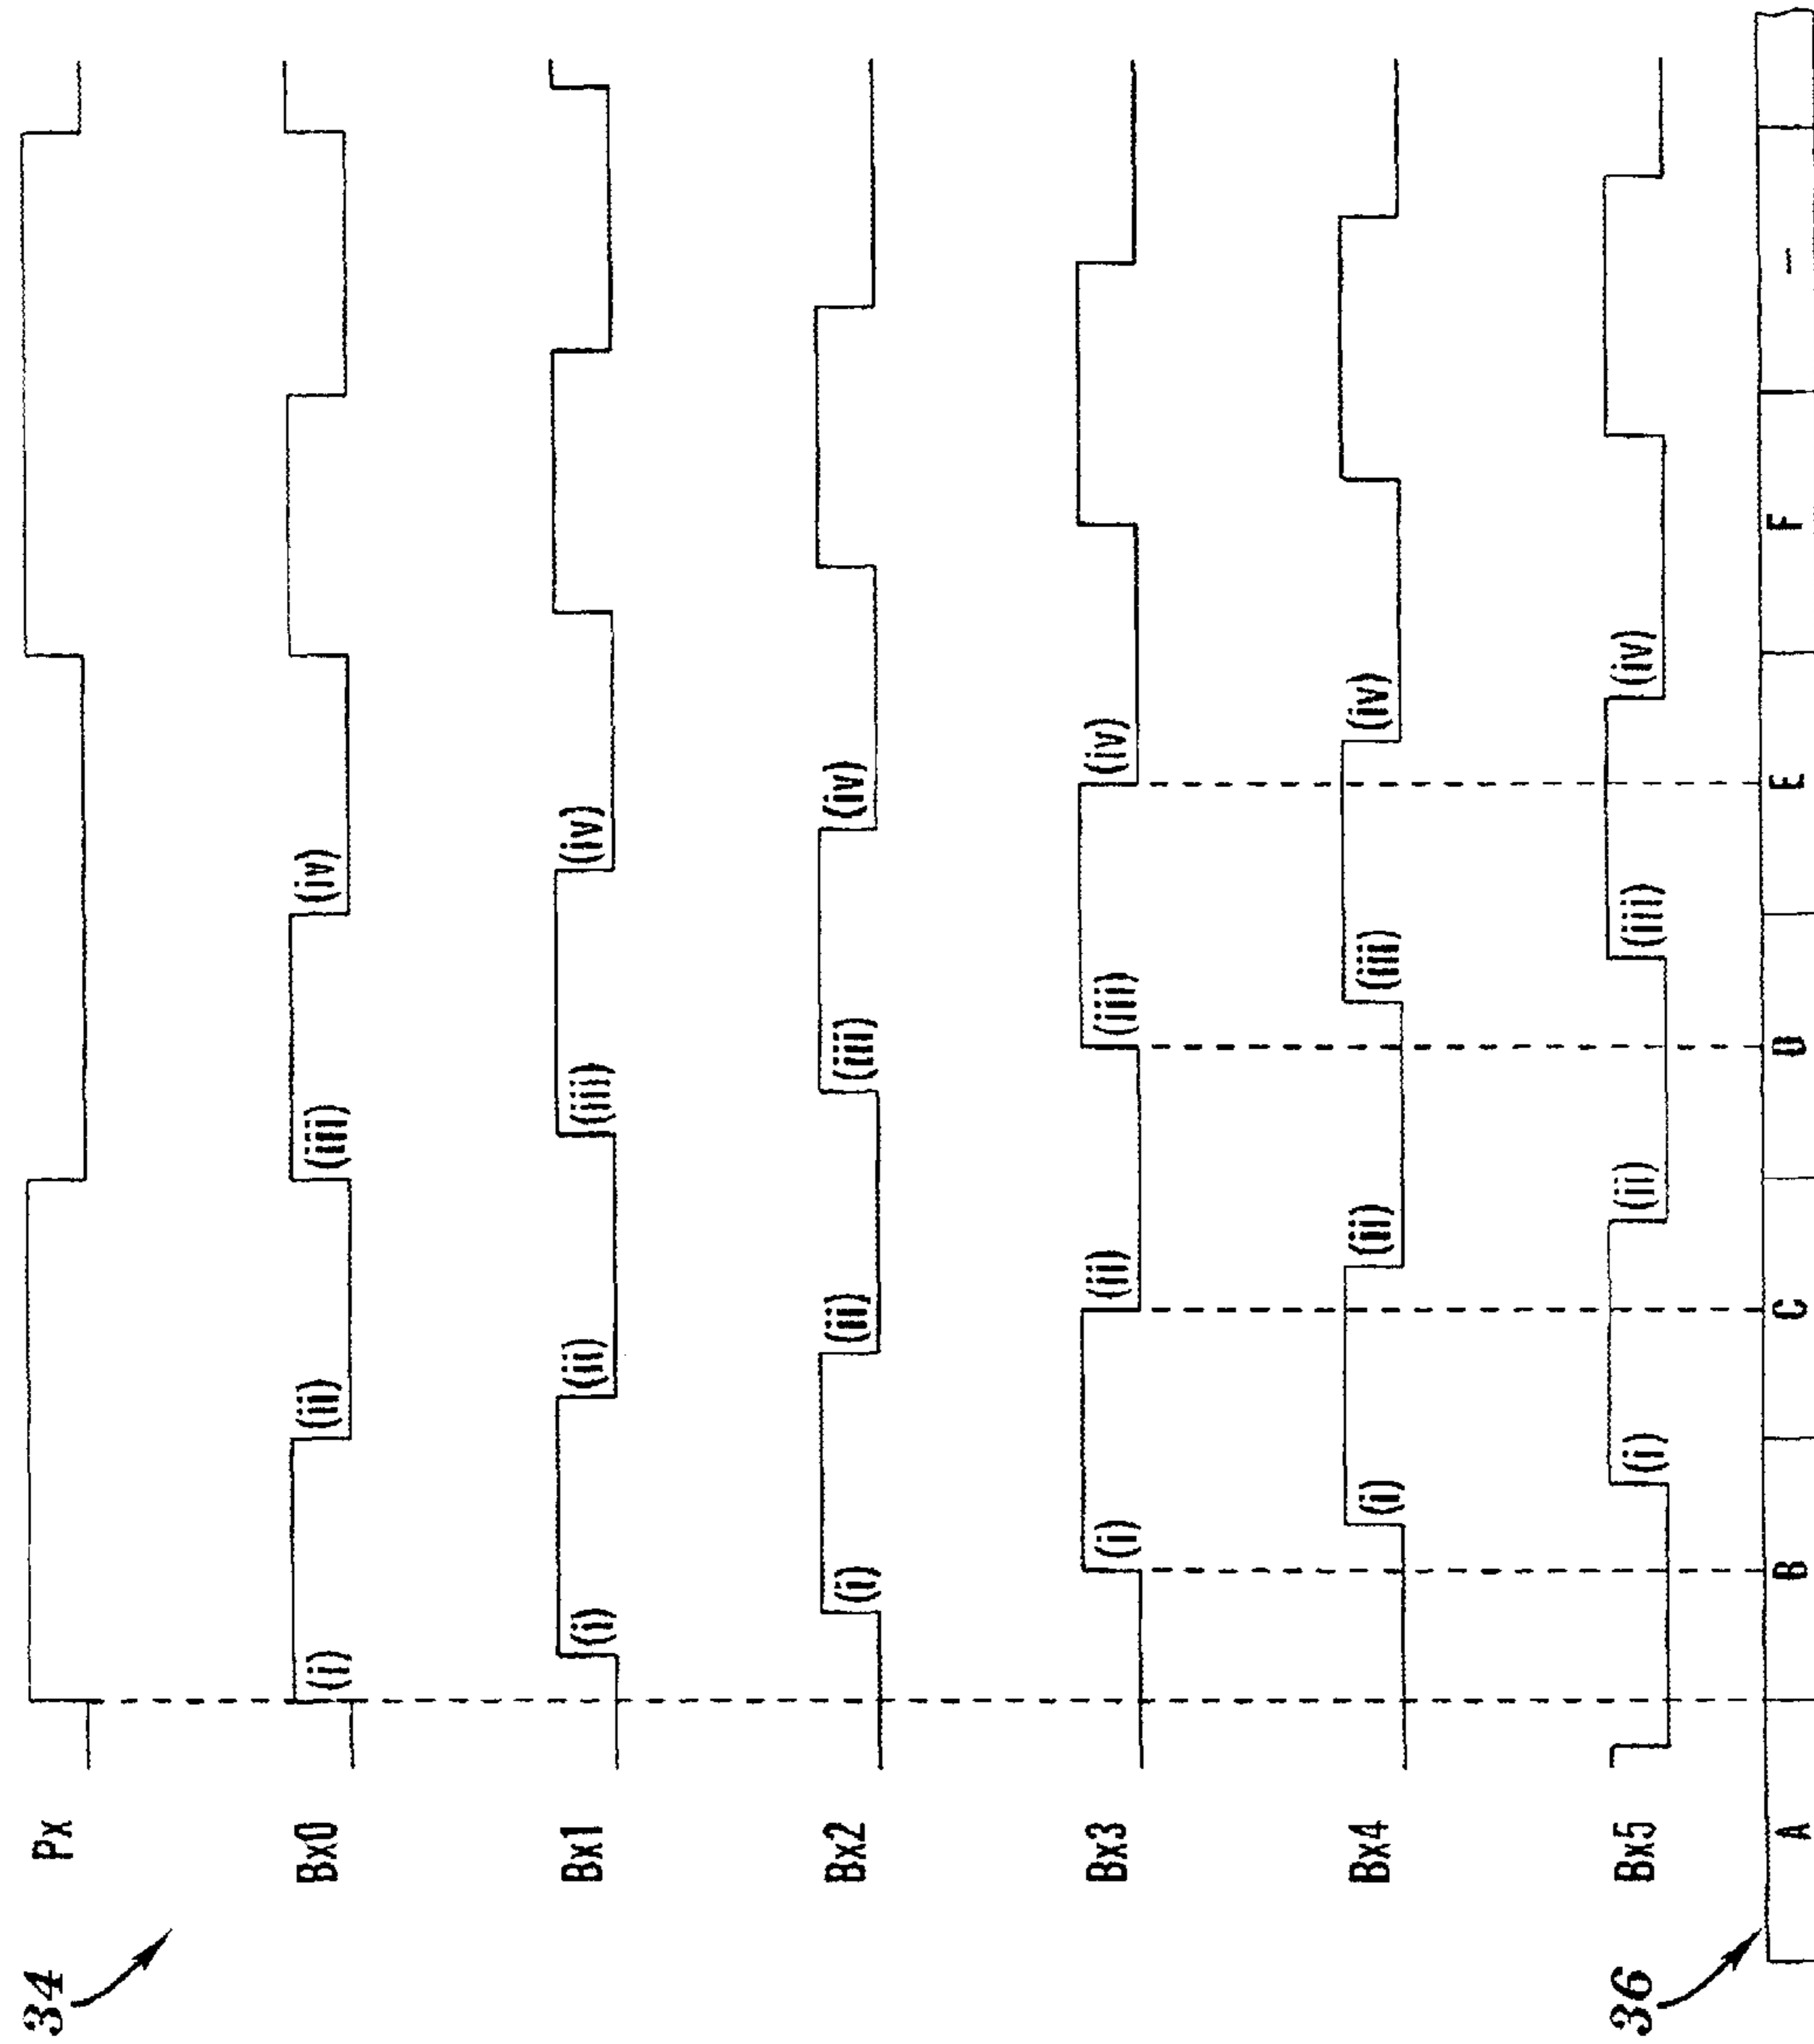 34
Px
Bx0
(i)
(ii)
(iii)
(iv)
Bx1
(i)
(ii)
(iii)
(iv)
Bx2
(i)
(ii)
(iii)
(iv)
Bx3
(i)
(ii)
(iii)
(iv)
Bx4
(i)
(ii)
(iii)
(iv)
Bx5
(i)
(ii)
(iii)
(iv)
36
A
B
C
D
E
F
–